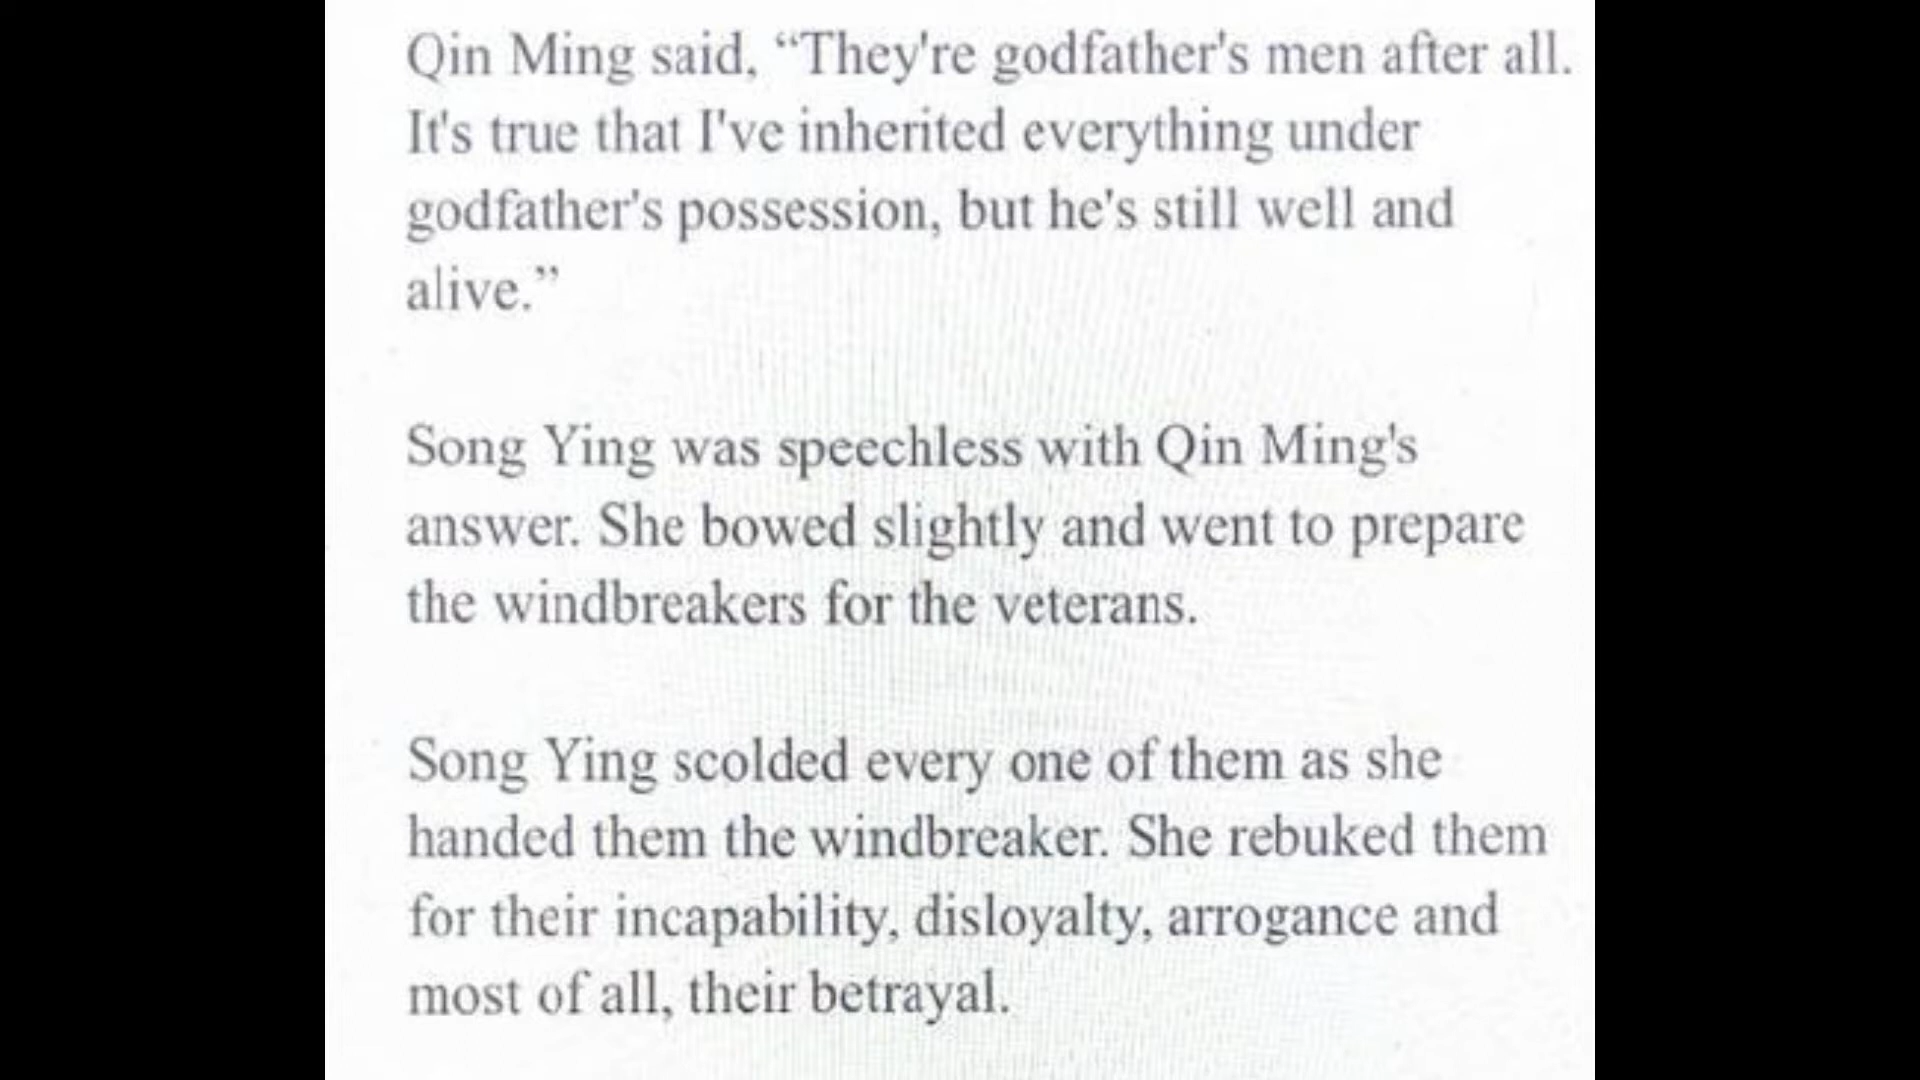 Qin Ming said, “They're godfather's men after all.
It's true that I've inherited everything under
godfather's possession, but he's still well and
alive.”
Song Ying was speechless with Qin Ming's
answer. She bowed slightly and went to prepare
the windbreakers for the veterans.
Song Ying scolded every one of them as she
handed them the windbreaker. She rebuked them
for their incapability, disloyalty, arrogance and
most of all, their betrayal.